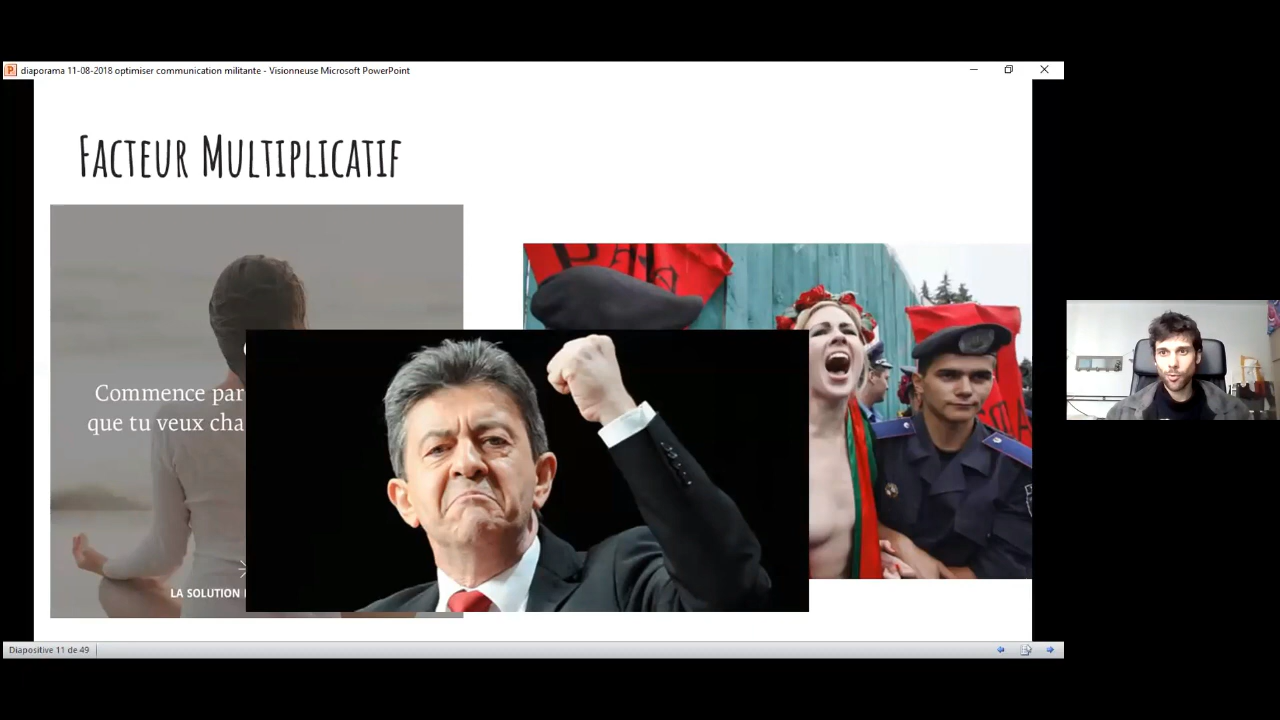 diaporama 11-08-2018 optimiser communication militante - Visionneuse Microsoft PowerPoint
Facteur Multiplicatif
Commence par
que tu veux cha
LA SOLUTION
Diapositive 11 de 49